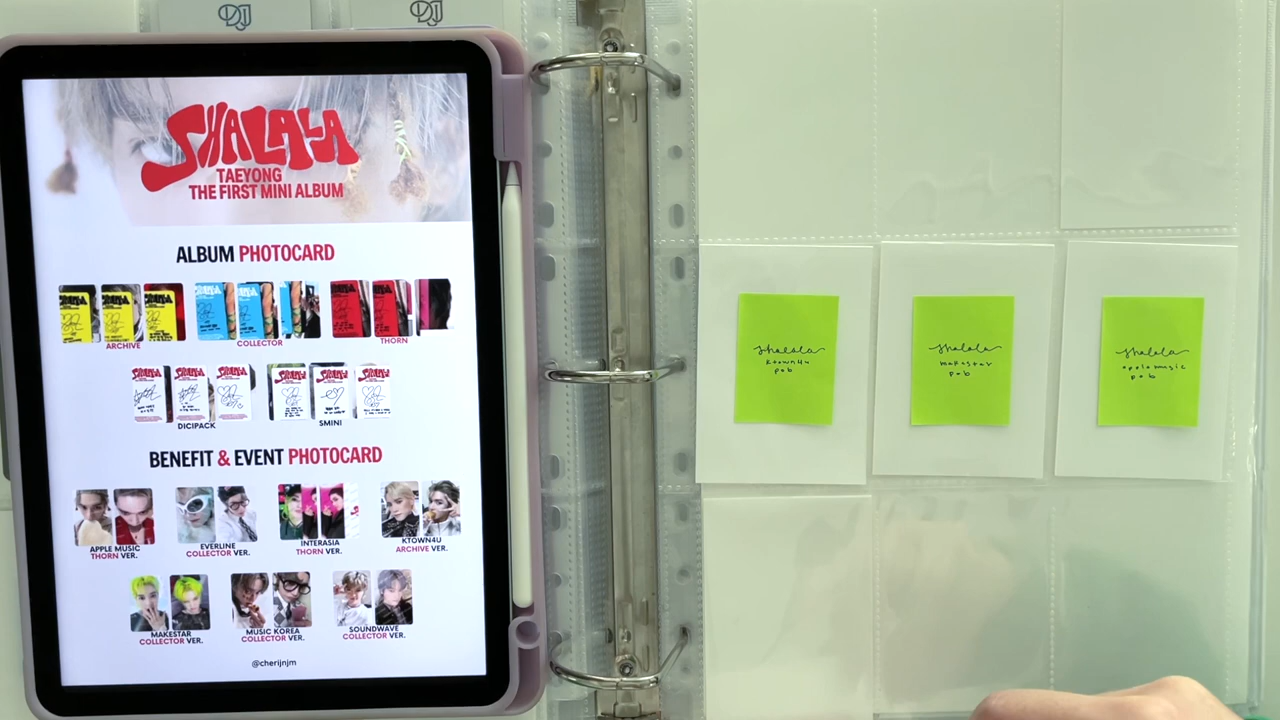 DJ
DJ
SHALALA
TAEYONG
THE FIRST MINI ALBUM
ALBUM PHOTOCARD
ARCHIVE
COLLECTOR
THORN
DICIPACK
SMINI
BENEFIT & EVENT PHOTOCARD
APPLE MUSIC
THORN VER.
EVERLINE
COLLECTOR VER.
INTERASIA
THORN VER.
KTOWN4U
ARCHIVE VER.
MAKESTAR
COLLECTOR VER.
MUSIC KOREA
COLLECTOR VER.
SOUNDWAVE
COLLECTOR VER.
@cherijnjm
shalala
ktown4u
pob
shalala
makestar
pob
shalala
apple music
pob